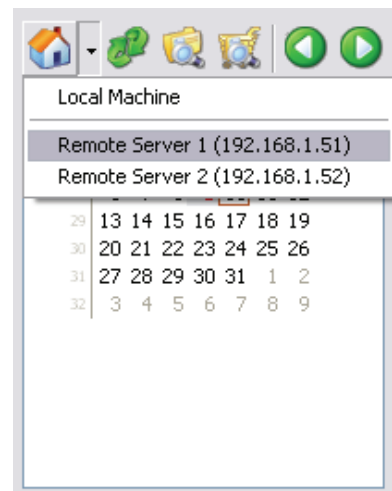 Local Machine
Remote Server 1 (192.168.1.51)
Remote Server 2 (192.168.1.52)
29 13 14 15 16 17 18 19
30 20 21 22 23 24 25 26
31 27 28 29 30 31 1 2
32 3 4 5 6 7 8 9